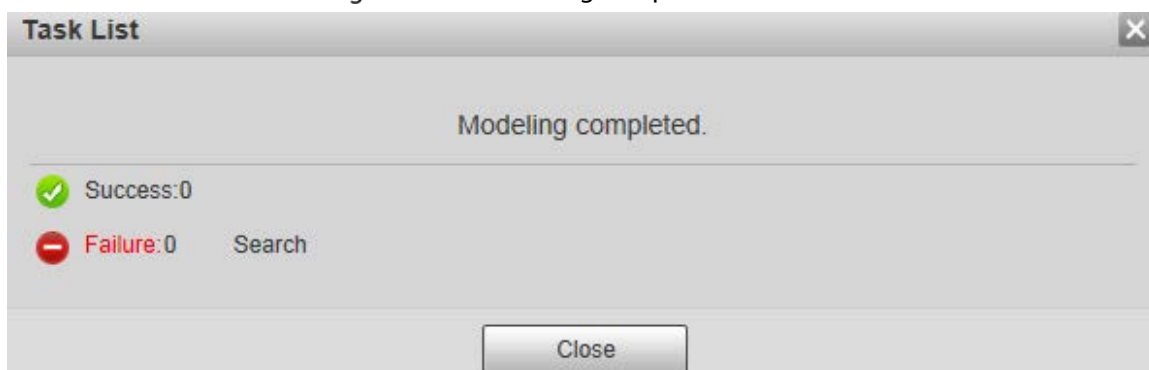 Task List
Modeling completed.
Success:0
Failure:0 Search
Close